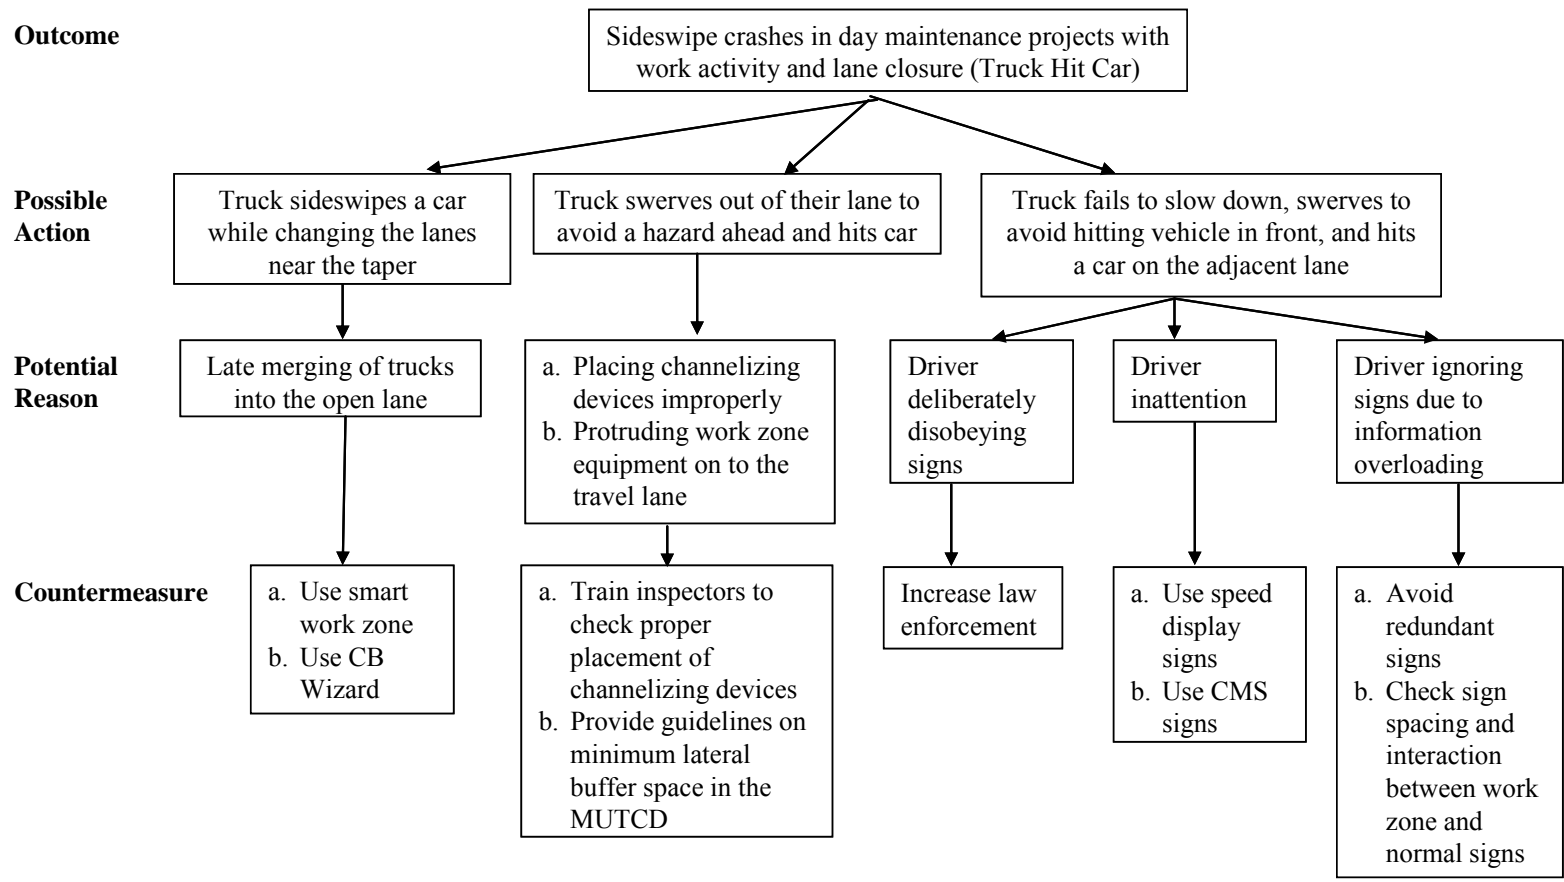 Outcome
Sideswipe crashes in day maintenance projects with
work activity and lane closure (Truck Hit Car)
Possible
Action
Truck sideswipes a car
while changing the lanes
near the taper
Truck swerves out of their lane to
avoid a hazard ahead and hits car
Truck fails to slow down, swerves to
avoid hitting vehicle in front, and hits
a car on the adjacent lane
Potential
Reason
Late merging of trucks
into the open lane
a. Placing channelizing
devices improperly
b. Protruding work zone
equipment on to the
travel lane
Driver
deliberately
disobeying
signs
Driver
inattention
Driver ignoring
signs due to
information
overloading
Countermeasure
a. Use smart
work zone
b. Use CB
Wizard
a. Train inspectors to
check proper
placement of
channelizing devices
b. Provide guidelines on
minimum lateral
buffer space in the
MUTCD
Increase law
enforcement
a. Use speed
display
signs
b. Use CMS
signs
a. Avoid
redundant
signs
b. Check sign
spacing and
interaction
between work
zone and
normal signs